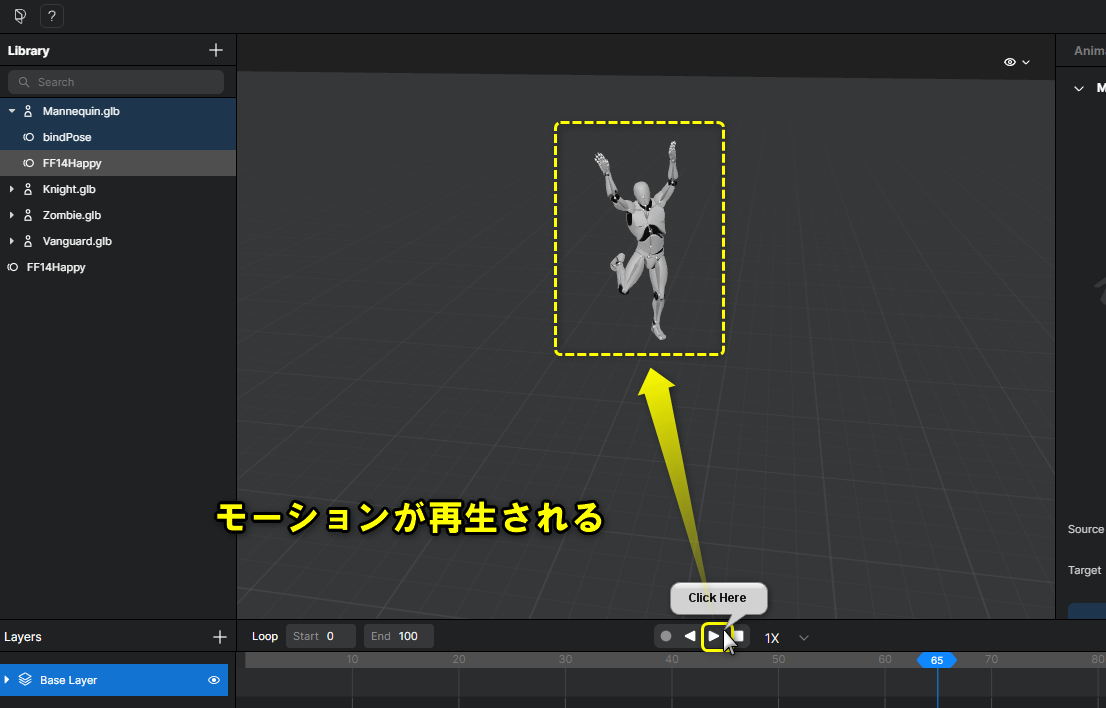 ?
Library
Anima
Search
M
Mannequin.glb
bindPose
FF14Happy
Knight.glb
Zombie.glb
Vanguard.glb
FF14Happy
モーションが再生される
Source
Target
Click Here
Layers
Loop Start 0 End 100 1X
10 20 30 40 50 60 65 70 80
Base Layer